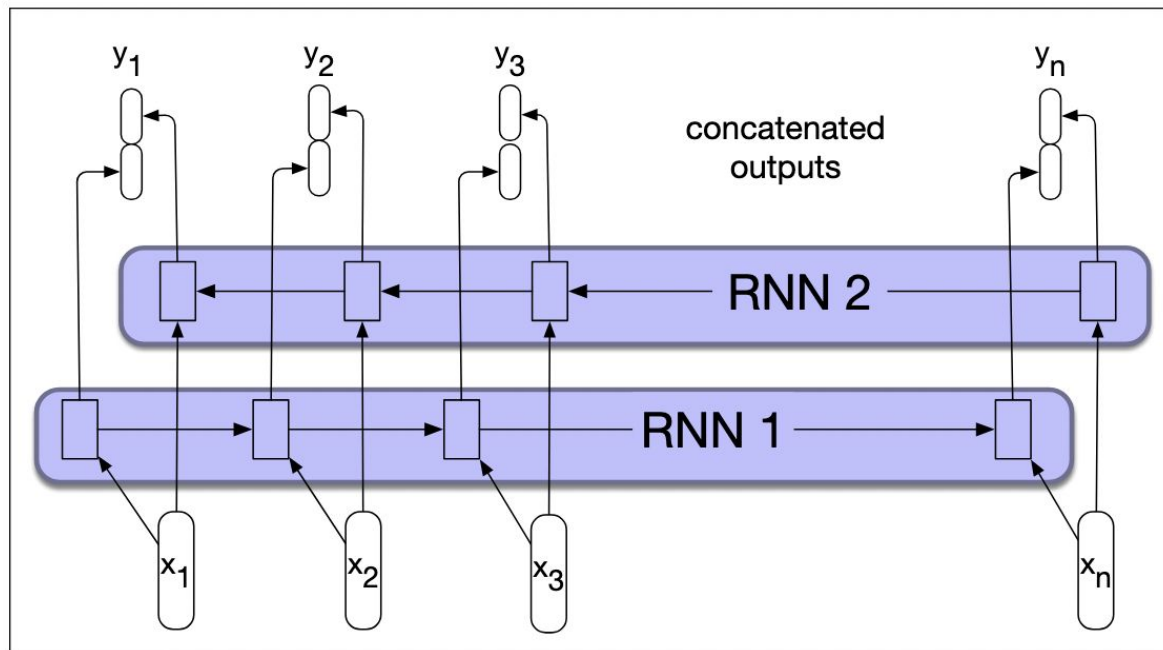 y₁ y₂ y₃ yₙ
concatenated
outputs
RNN 2
RNN 1
x₁ x₂ x₃ xₙ